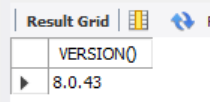 Result Grid
VERSION()
8.0.43